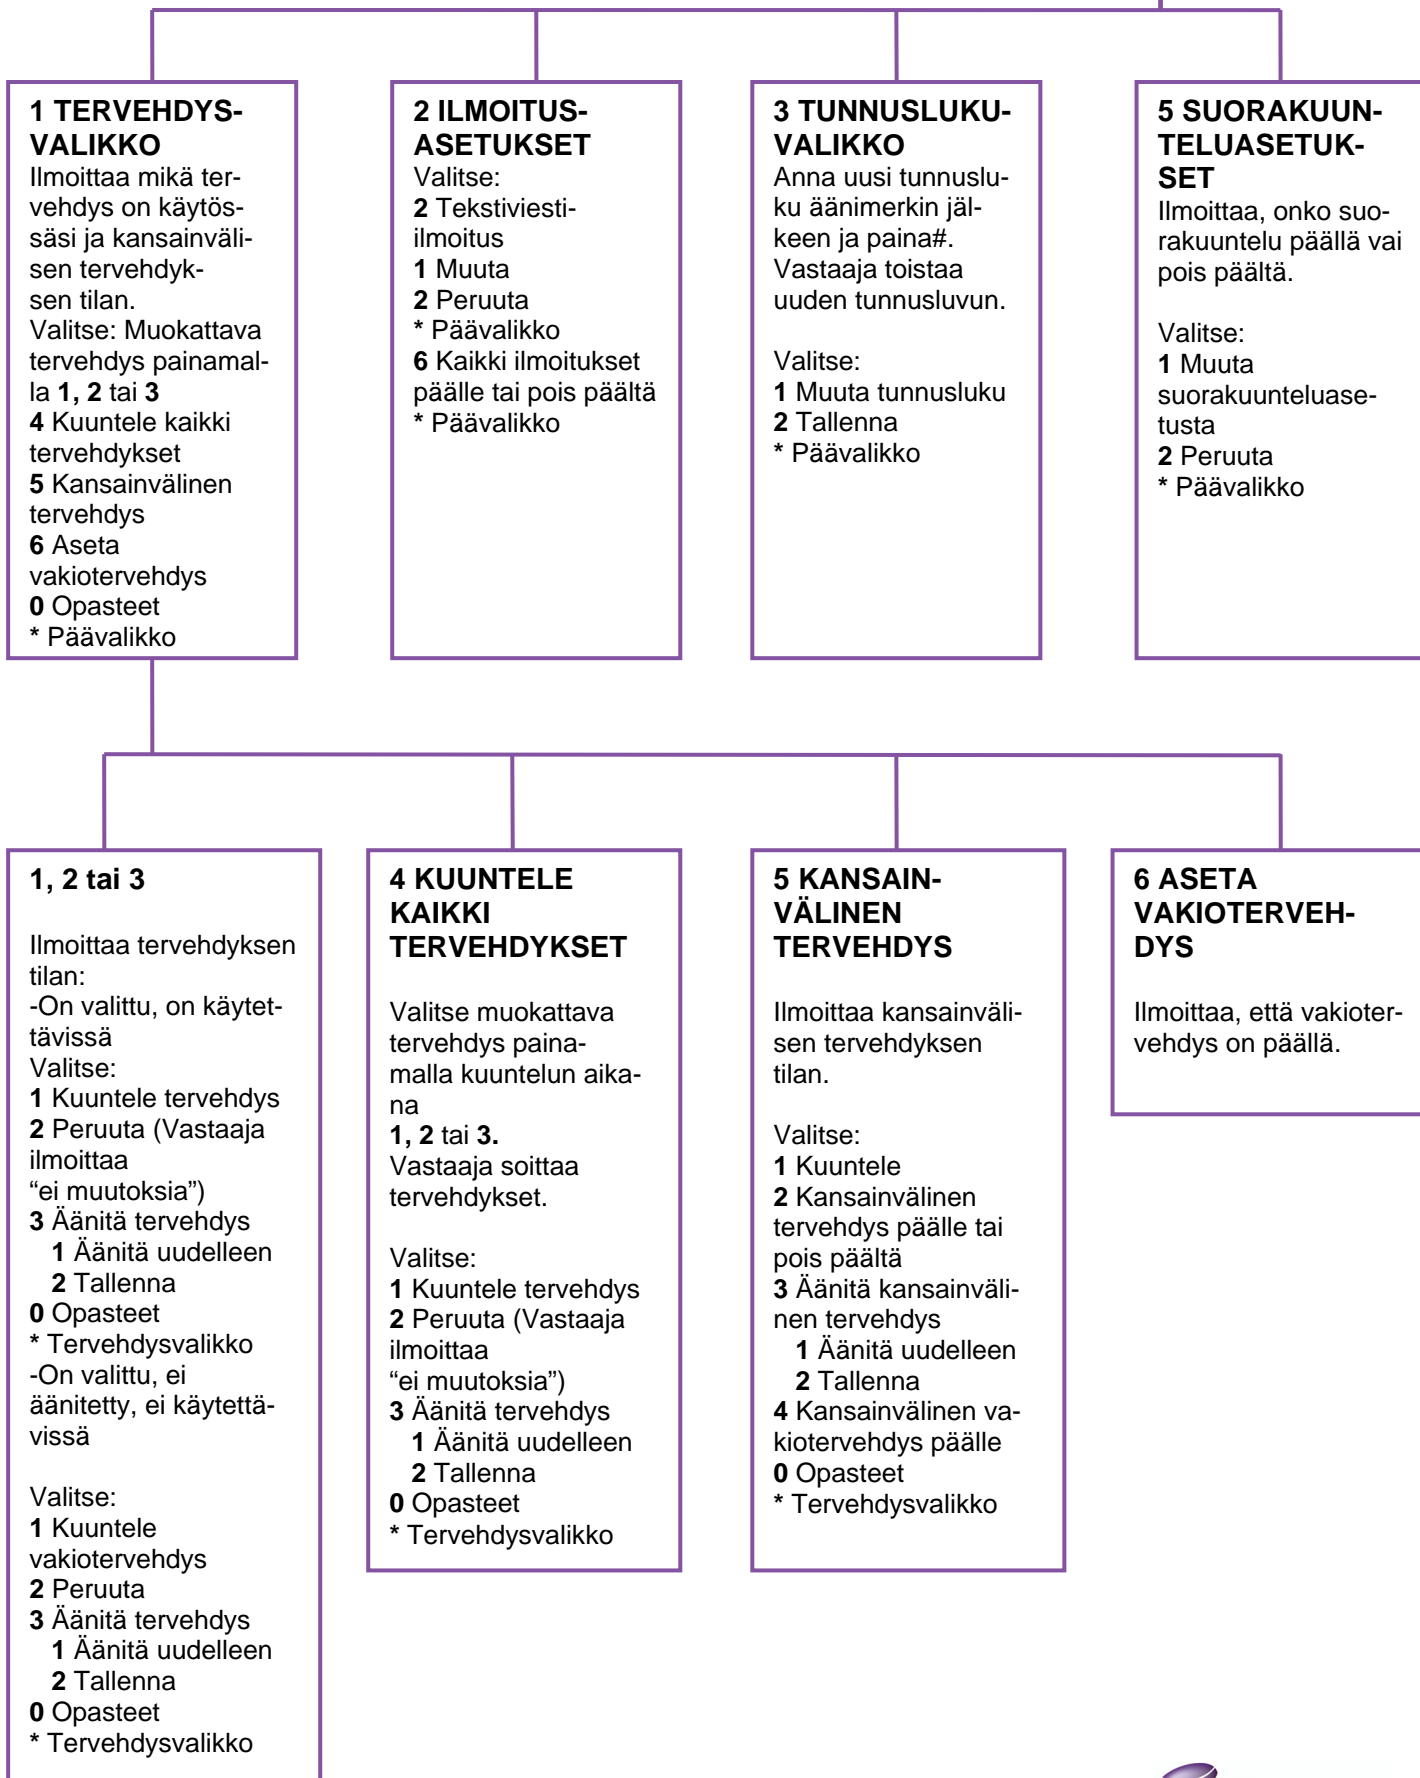 1 TERVEHDYS-
VALIKKO
Ilmoittaa mikä ter-
vehdys on käytös-
säsi ja kansainväli-
sen tervehdyk-
sen tilan.
Valitse: Muokattava
tervehdys painamal-
la 1, 2 tai 3
4 Kuuntele kaikki
tervehdykset
5 Kansainvälinen
tervehdys
6 Aseta
vakiotervehdys
0 Opasteet
* Päävalikko
2 ILMOITUS-
ASETUKSET
Valitse:
2 Tekstiviesti-
ilmoitus
1 Muuta
2 Peruuta
* Päävalikko
6 Kaikki ilmoitukset
päälle tai pois päältä
* Päävalikko
3 TUNNUSLUKU-
VALIKKO
Anna uusi tunnuslu-
ku äänimerkin jäl-
keen ja paina#.
Vastaaja toistaa
uuden tunnusluvun.
Valitse:
1 Muuta tunnusluku
2 Tallenna
* Päävalikko
5 SUORAKUUN-
TELUASETUK-
SET
Ilmoittaa, onko suo-
rakuuntelu päällä vai
pois päältä.
Valitse:
1 Muuta
suorakuunteluase-
tusta
2 Peruuta
* Päävalikko
1, 2 tai 3
Ilmoittaa tervehdyksen
tilan:
-On valittu, on käytet-
tävissä
Valitse:
1 Kuuntele tervehdys
2 Peruuta (Vastaaja
ilmoittaa
“ei muutoksia”)
3 Äänitä tervehdys
1 Äänitä uudelleen
2 Tallenna
0 Opasteet
* Tervehdysvalikko
-On valittu, ei
äänitetty, ei käytettä-
vissä
Valitse:
1 Kuuntele
vakiotervehdys
2 Peruuta
3 Äänitä tervehdys
1 Äänitä uudelleen
2 Tallenna
0 Opasteet
* Tervehdysvalikko
4 KUUNTELE
KAIKKI
TERVEHDYKSET
Valitse muokattava
tervehdys paina-
malla kuuntelun aika-
na
1, 2 tai 3.
Vastaaja soittaa
tervehdykset.
Valitse:
1 Kuuntele tervehdys
2 Peruuta (Vastaaja
ilmoittaa
“ei muutoksia”)
3 Äänitä tervehdys
1 Äänitä uudelleen
2 Tallenna
0 Opasteet
* Tervehdysvalikko
5 KANSAIN-
VÄLINEN
TERVEHDYS
Ilmoittaa kansainväli-
sen tervehdyksen
tilan.
Valitse:
1 Kuuntele
2 Kansainvälinen
tervehdys päälle tai
pois päältä
3 Äänitä kansainväli-
nen tervehdys
1 Äänitä uudelleen
2 Tallenna
4 Kansainvälinen va-
kiotervehdys päälle
0 Opasteet
* Tervehdysvalikko
6 ASETA
VAKIOTERVEH-
DYS
Ilmoittaa, että vakioter-
vehdys on päällä.